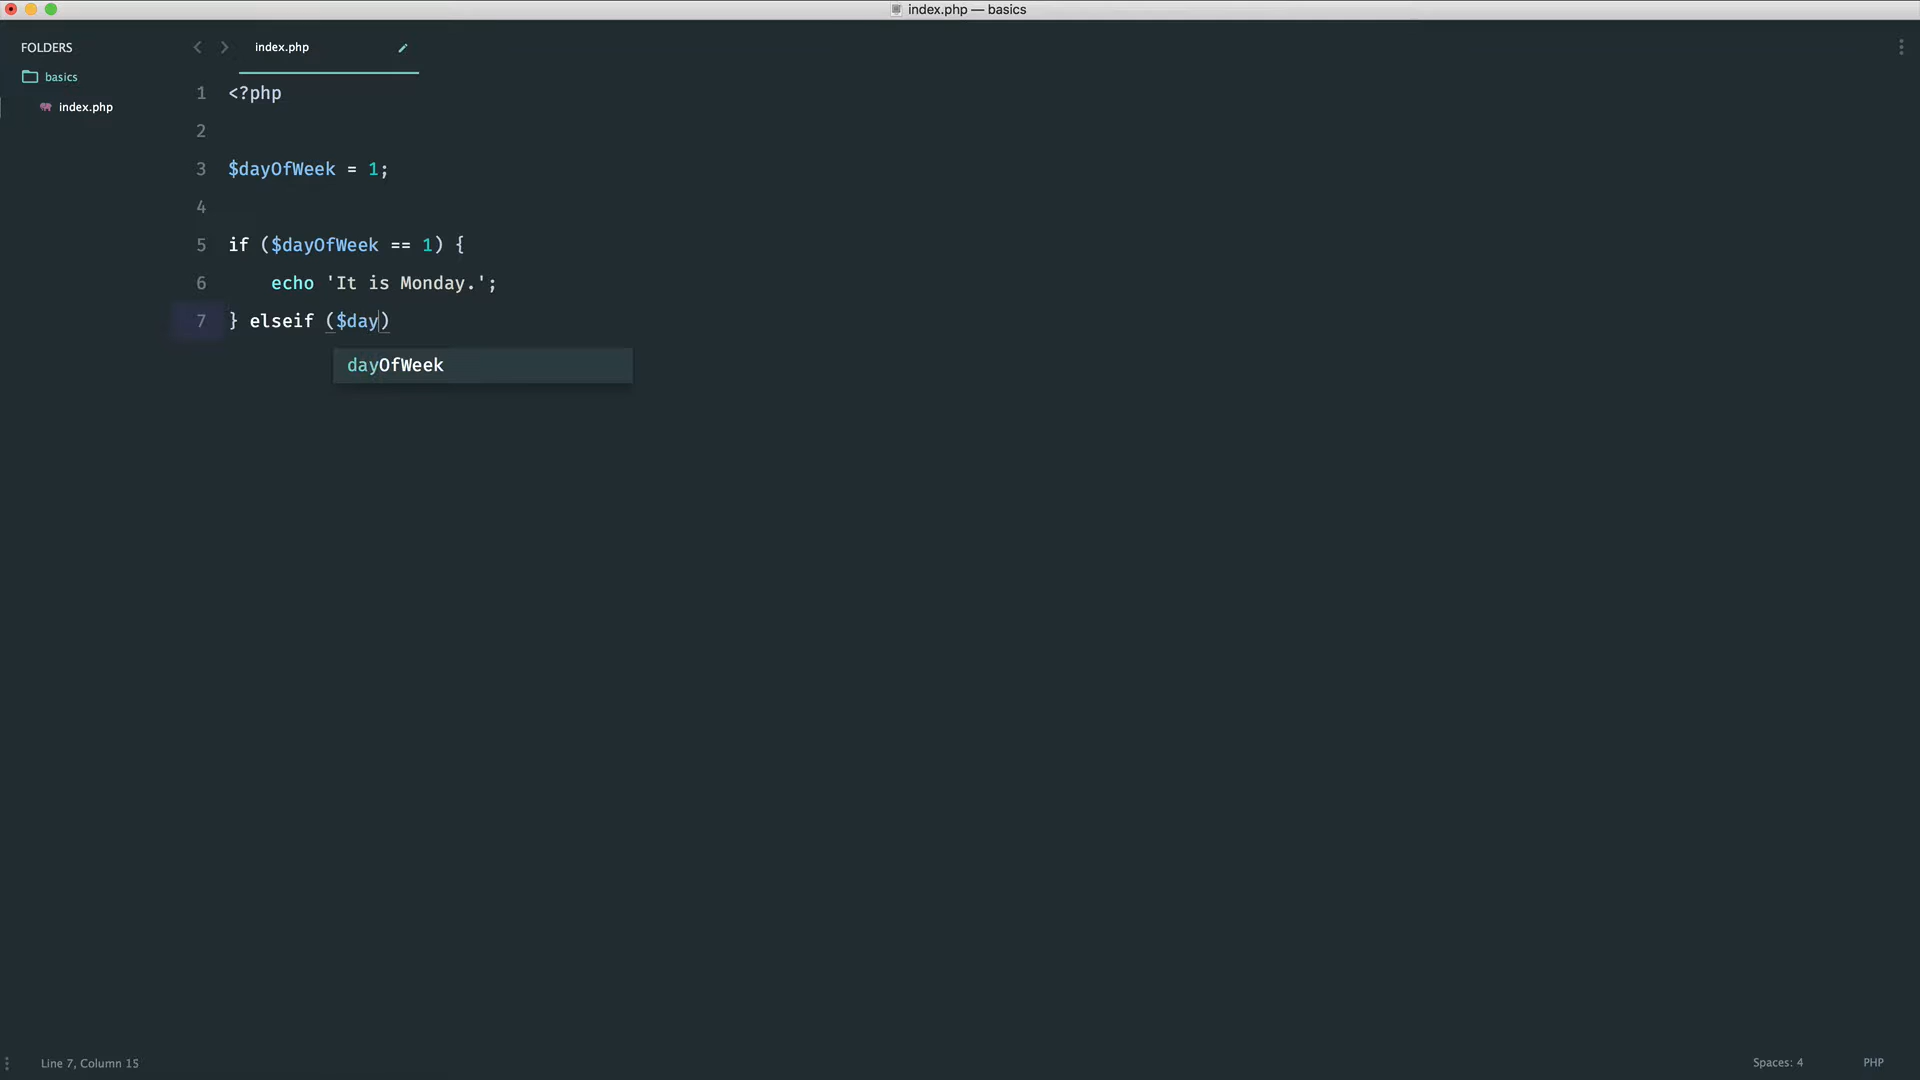 index.php — basics
FOLDERS
basics
index.php
index.php
1 <?php
2
3 $dayOfWeek = 1;
4
5 if ($dayOfWeek == 1) {
6 echo 'It is Monday.';
7 } elseif ($day)
dayOfWeek
Line 7, Column 15
Spaces: 4
PHP